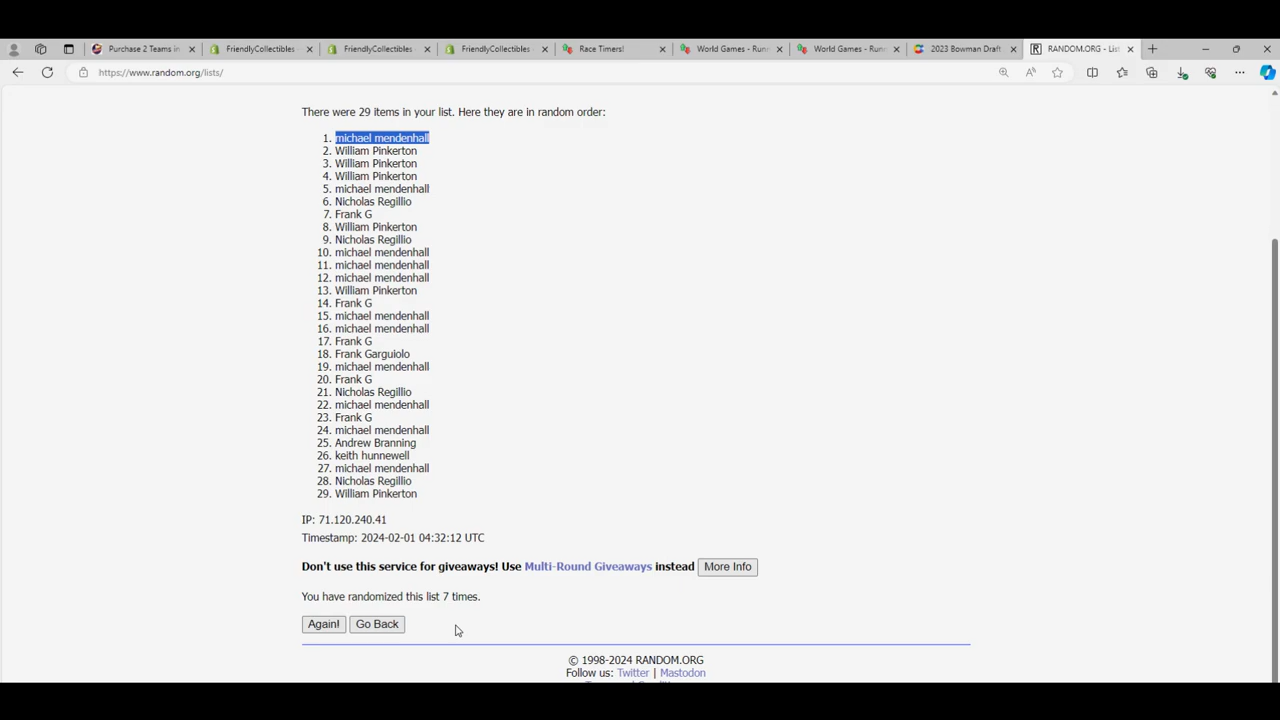 Purchase 2 Teams in
FriendlyCollectibles
FriendlyCollectibles
FriendlyCollectibles
Race Timers!
World Games - Runn
World Games - Runn
2023 Bowman Draft
RANDOM.ORG - List
https://www.random.org/lists/
There were 29 items in your list. Here they are in random order:
1. michael mendenhall
2. William Pinkerton
3. William Pinkerton
4. William Pinkerton
5. michael mendenhall
6. Nicholas Regillio
7. Frank G
8. William Pinkerton
9. Nicholas Regillio
10. michael mendenhall
11. michael mendenhall
12. michael mendenhall
13. William Pinkerton
14. Frank G
15. michael mendenhall
16. michael mendenhall
17. Frank G
18. Frank Garguiolo
19. michael mendenhall
20. Frank G
21. Nicholas Regillio
22. michael mendenhall
23. Frank G
24. michael mendenhall
25. Andrew Branning
26. keith hunnewell
27. michael mendenhall
28. Nicholas Regillio
29. William Pinkerton
IP: 71.120.240.41
Timestamp: 2024-02-01 04:32:12 UTC
Don't use this service for giveaways! Use Multi-Round Giveaways instead More Info
You have randomized this list 7 times.
Again! Go Back
© 1998-2024 RANDOM.ORG
Follow us: Twitter | Mastodon